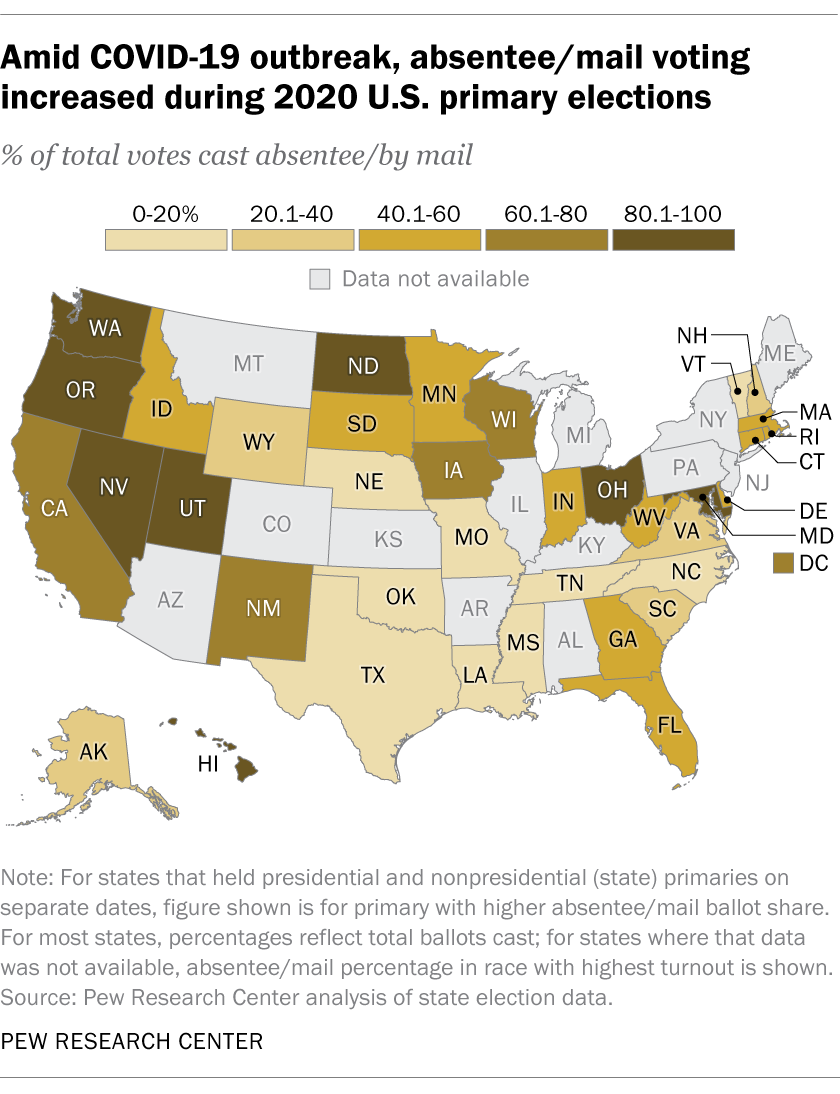 Amid COVID-19 outbreak, absentee/mail voting
increased during 2020 U.S. primary elections
% of total votes cast absentee/by mail
0-20% 20.1-40 40.1-60 60.1-80 80.1-100
Data not available
WA
OR
ID
MT
ND
MN
WI
MI
NH
VT
ME
NY
MA
RI
CT
WY
SD
IA
NE
CA
NV
UT
CO
KS
MO
IL
IN
OH
PA
NJ
WV
VA
DE
MD
DC
KY
AZ
NM
OK
AR
TN
NC
SC
TX
LA
MS
AL
GA
FL
AK
HI
Note: For states that held presidential and nonpresidential (state) primaries on
separate dates, figure shown is for primary with higher absentee/mail ballot share.
For most states, percentages reflect total ballots cast; for states where that data
was not available, absentee/mail percentage in race with highest turnout is shown.
Source: Pew Research Center analysis of state election data.
PEW RESEARCH CENTER